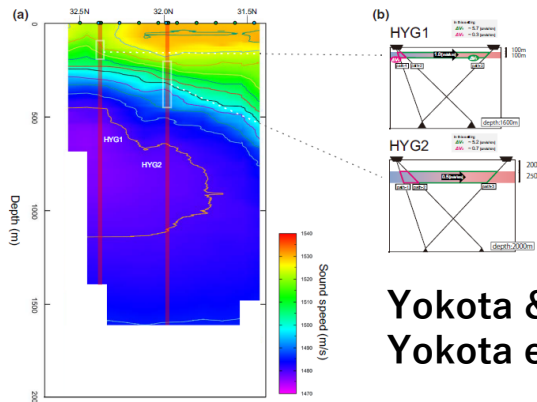 (a)
32.5N
32.0N
31.5N
0
500
1000
1500
200
Depth (m)
HYG1
HYG2
1540
1530
1520
1510
1500
1490
1480
1470
Sound speed (m/s)
(b)
HYG1
100m
100m
depth:1600m
HYG2
200
250
depth:2000m
Yokota &
Yokota e